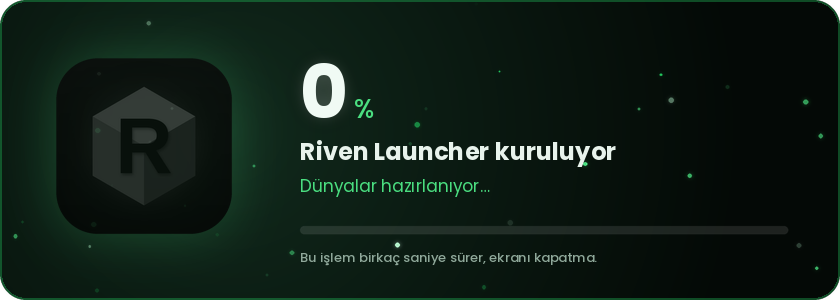 R
0 %
Riven Launcher kuruluyor
Dünyalar hazırlanıyor...
Bu işlem birkaç saniye sürer, ekranı kapatma.